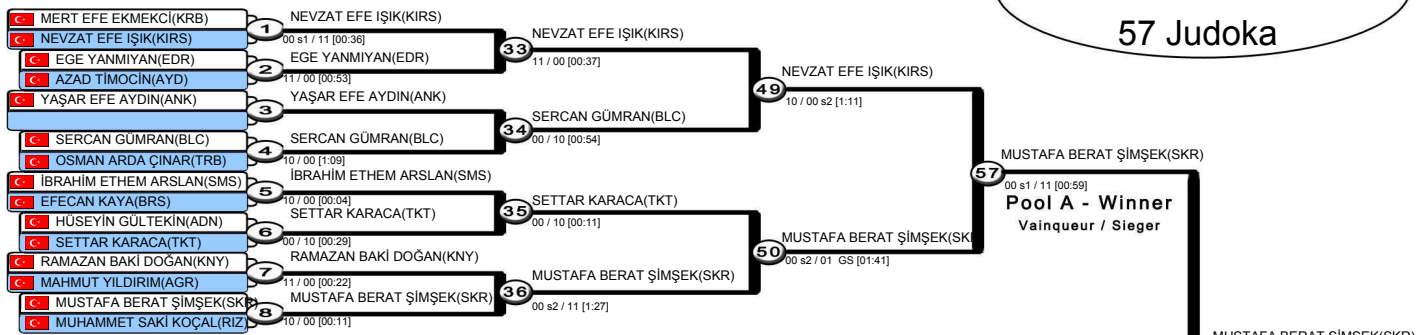 57 Judoka
MERT EFE EKMEKCİ(KRB)
NEVZAT EFE IŞIK(KIRS)
EGE YANMIYAN(EDR)
AZAD TİMOCİN(AYD)
YAŞAR EFE AYDIN(ANK)
SERCAN GÜMRAN(BLC)
OSMAN ARDA ÇINAR(TRB)
İBRAHİM ETHEM ARSLAN(SMS)
EFECAN KAYA(BRS)
HÜSEYİN GÜLTEKİN(ADN)
SETTAR KARACA(TKT)
RAMAZAN BAKİ DOĞAN(KNY)
MAHMUT YILDIRIM(AGR)
MUSTAFA BERAT ŞİMŞEK(SKR)
MUHAMMET SAKİ KOÇAL(RIZ)
1
NEVZAT EFE IŞIK(KIRS)
00 s1 / 11 [00:36]
2
EGE YANMIYAN(EDR)
11 / 00 [00:53]
3
YAŞAR EFE AYDIN(ANK)
4
SERCAN GÜMRAN(BLC)
10 / 00 [1:09]
5
İBRAHİM ETHEM ARSLAN(SMS)
10 / 00 [00:04]
6
SETTAR KARACA(TKT)
00 / 10 [00:29]
7
RAMAZAN BAKİ DOĞAN(KNY)
11 / 00 [00:22]
8
MUSTAFA BERAT ŞİMŞEK(SKR)
10 / 00 [00:11]
33
NEVZAT EFE IŞIK(KIRS)
11 / 00 [00:37]
34
SERCAN GÜMRAN(BLC)
00 / 10 [00:54]
35
SETTAR KARACA(TKT)
00 / 10 [00:11]
36
MUSTAFA BERAT ŞİMŞEK(SKR)
00 s2 / 11 [1:27]
49
NEVZAT EFE IŞIK(KIRS)
10 / 00 s2 [1:11]
50
MUSTAFA BERAT ŞİMŞEK(SK
00 s2 / 01 GS [01:41]
57
MUSTAFA BERAT ŞİMŞEK(SKR)
00 s1 / 11 [00:59]
Pool A - Winner
Vainqueur / Sieger
MUSTAFA BERAT ŞİMŞEK(SKR)